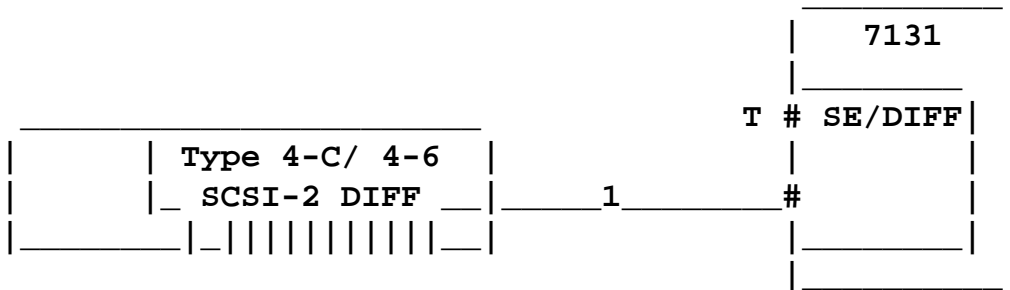 7131
T # SE/DIFF
Type 4-C/ 4-6
SCSI-2 DIFF 1 #